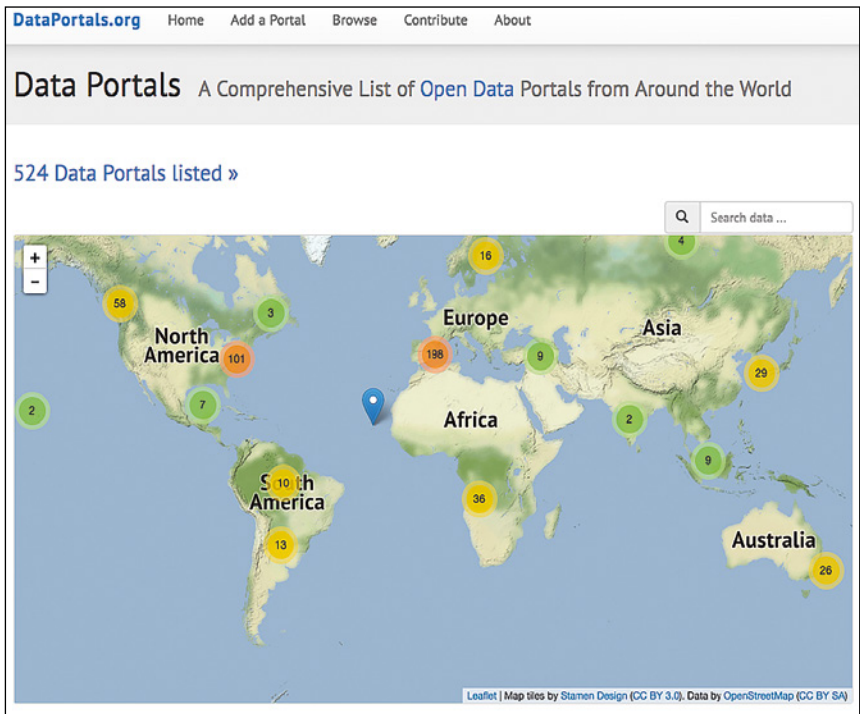 DataPortals.org Home Add a Portal Browse Contribute About
Data Portals A Comprehensive List of Open Data Portals from Around the World
524 Data Portals listed »
Search data ...
+
−
4
16
58
3
Europe
Asia
North
America
101
198
9
29
2
7
Africa
2
9
10
South
America
36
13
Australia
26
Leaflet | Map tiles by Stamen Design (CC BY 3.0). Data by OpenStreetMap (CC BY SA)